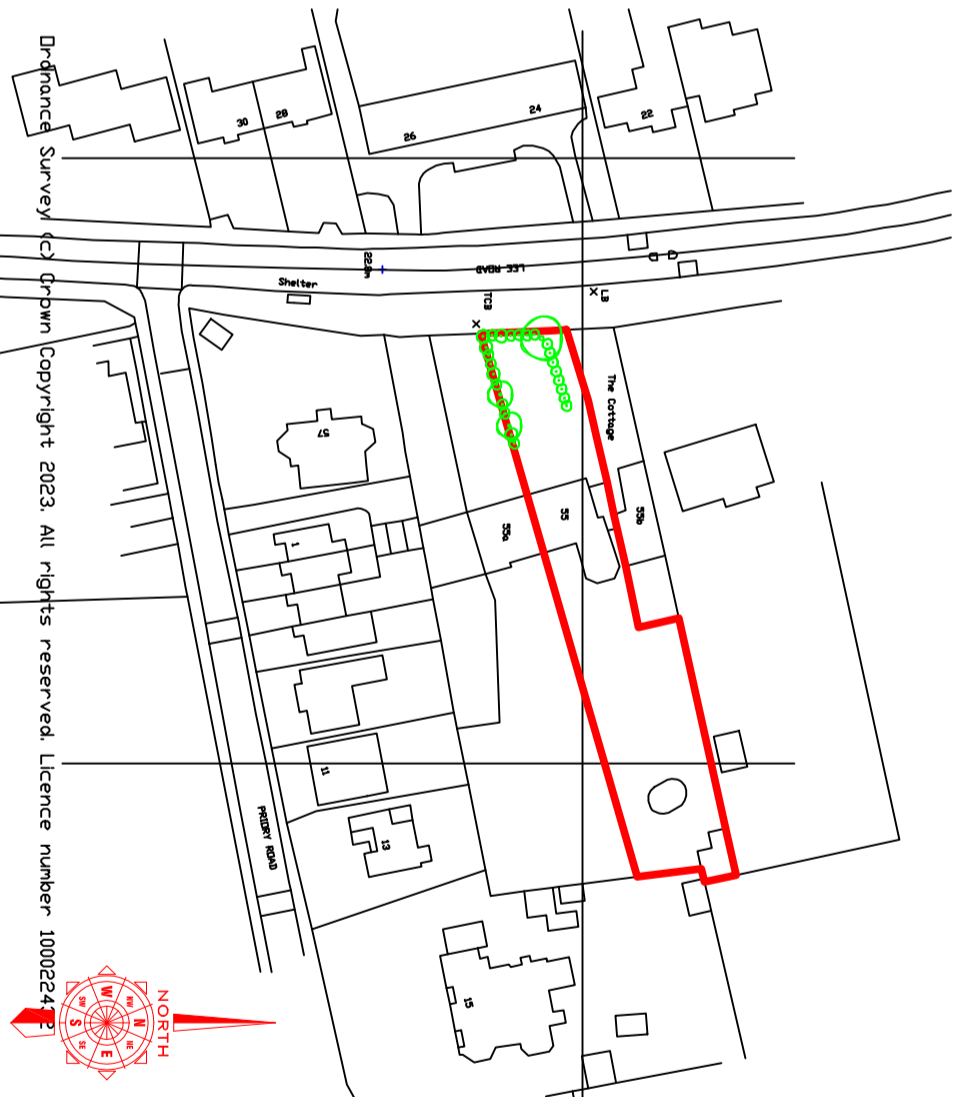 Ordnance Survey (c) Crown Copyright 2023. All rights reserved. Licence number 100022432
30
28
26
24
22
22.8m
LEE ROAD
Shelter
TCB
LB
The Cottage
57
55a
55
55b
1
11
13
15
PRIORY ROAD
NORTH
N
NE
E
SE
S
SW
W
NW